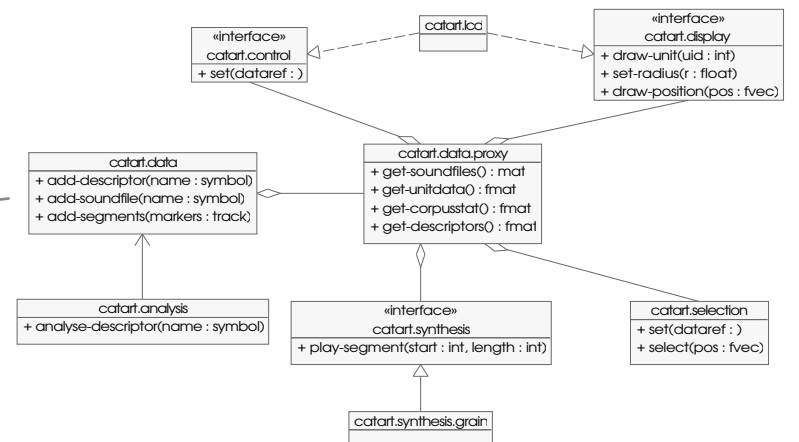 «interface»
catart.control
+ set(dataref : )
catart.lcd
«interface»
catart.display
+ draw-unit(uid : int)
+ set-radius(r : float)
+ draw-position(pos : fvec)
catart.data
+ add-descriptor(name : symbol)
+ add-soundfile(name : symbol)
+ add-segments(markers : track)
catart.data.proxy
+ get-soundfiles() : mat
+ get-unitdata() : fmat
+ get-corpusstat() : fmat
+ get-descriptors() : fmat
catart.analysis
+ analyse-descriptor(name : symbol)
«interface»
catart.synthesis
+ play-segment(start : int, length : int)
catart.selection
+ set(dataref : )
+ select(pos : fvec)
catart.synthesis.grain